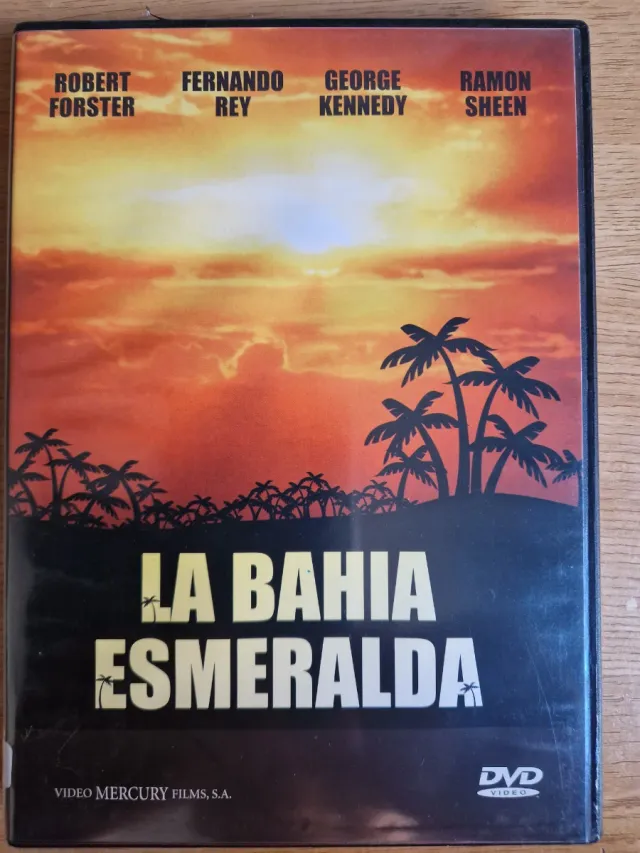 ROBERT FORSTER
FERNANDO REY
GEORGE KENNEDY
RAMON SHEEN
LA BAHIA
ESMERALDA
VIDEO MERCURY FILMS, S.A.
DVD
VIDEO